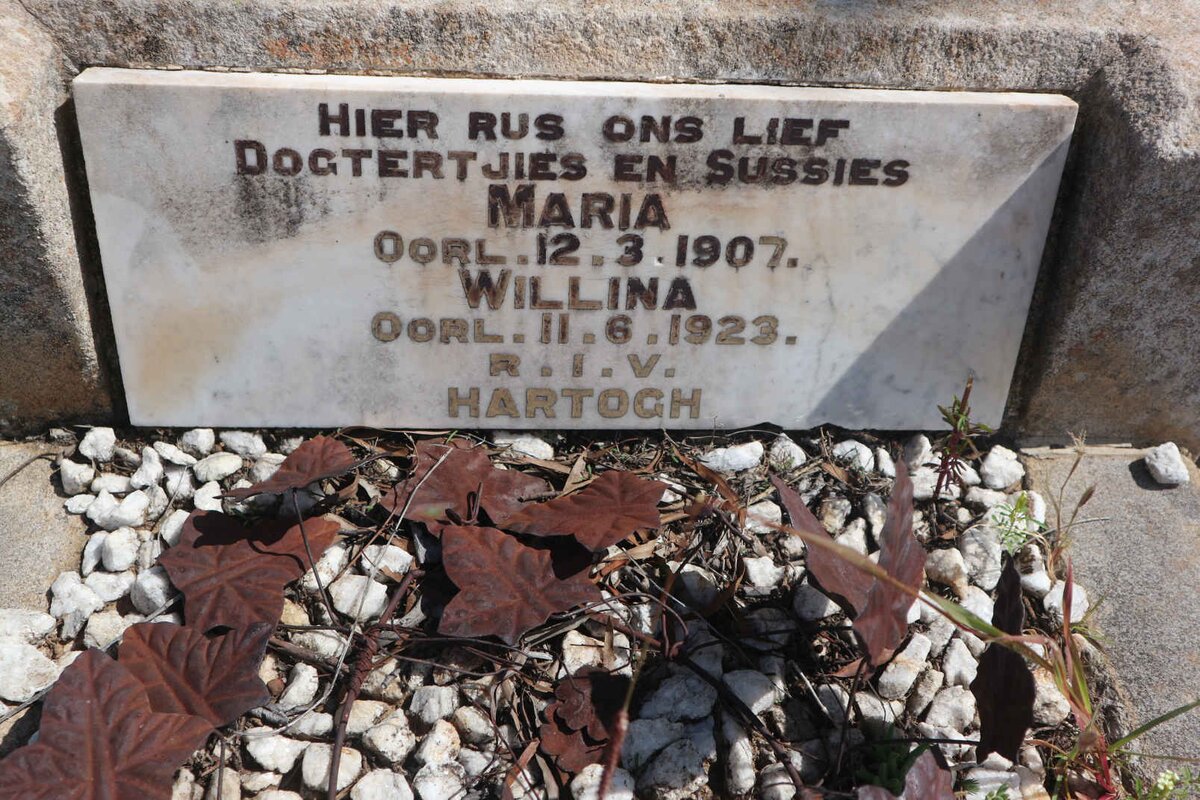 HIER RUS ONS LIEF
DOGTERTJIES EN SUSSIES
MARIA
OORL. 12. 3. 1907.
WILLINA
OORL. 11. 6. 1923.
R. I. V.
HARTOGH